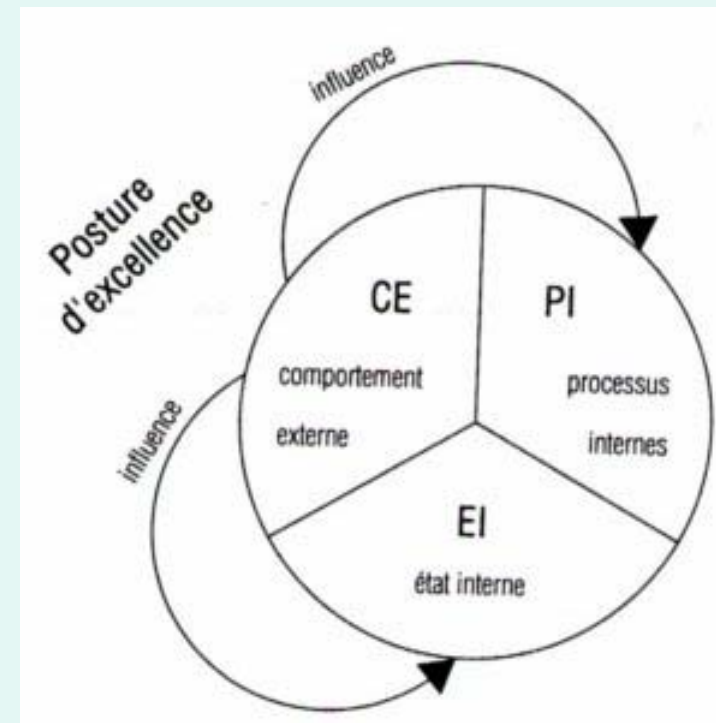 influence
Posture
d'excellence
CE
comportement
externe
PI
processus
internes
influence
EI
état interne